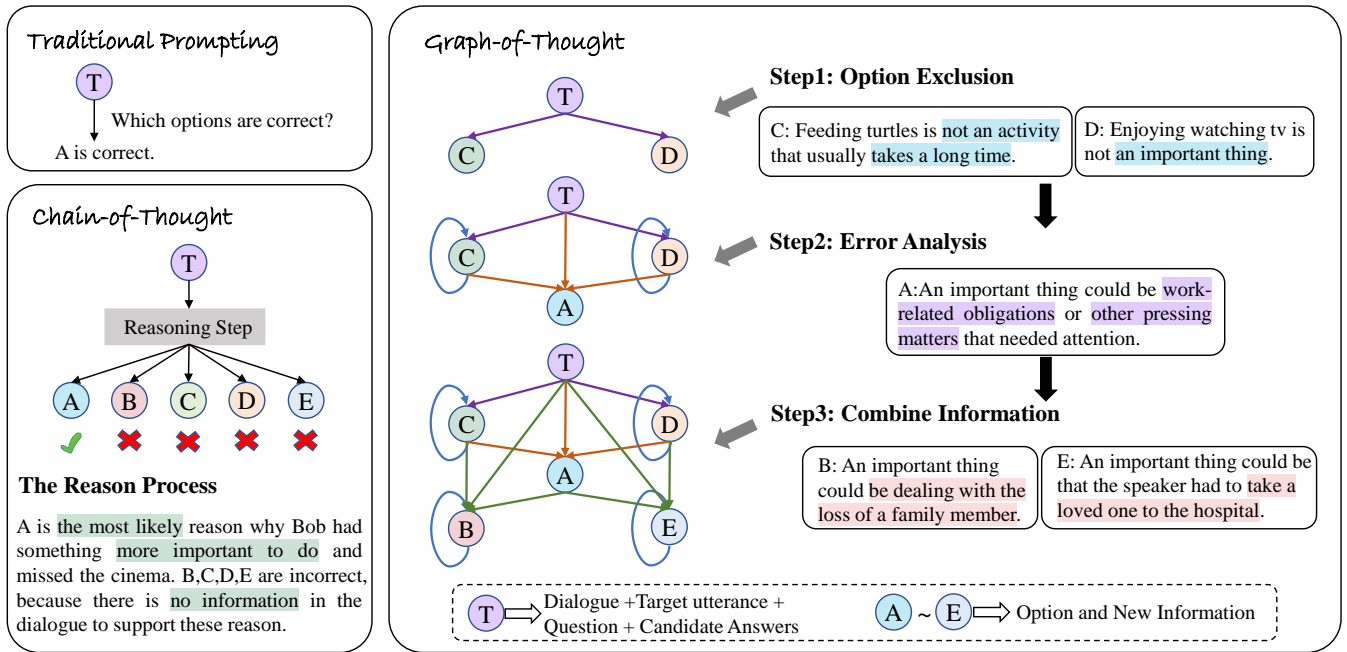 Traditional Prompting
T
Which options are correct?
A is correct.
Chain-of-Thought
T
Reasoning Step
A
B
C
D
E
The Reason Process
A is the most likely reason why Bob had
something more important to do and
missed the cinema. B,C,D,E are incorrect,
because there is no information in the
dialogue to support these reason.
Graph-of-Thought
T
C
D
Step1: Option Exclusion
C: Feeding turtles is not an activity
that usually takes a long time.
D: Enjoying watching tv is
not an important thing.
T
C
D
A
Step2: Error Analysis
A:An important thing could be work-
related obligations or other pressing
matters that needed attention.
T
C
D
A
B
E
Step3: Combine Information
B: An important thing
could be dealing with the
loss of a family member.
E: An important thing could be
that the speaker had to take a
loved one to the hospital.
T
Dialogue +Target utterance +
Question + Candidate Answers
A ~ E
Option and New Information